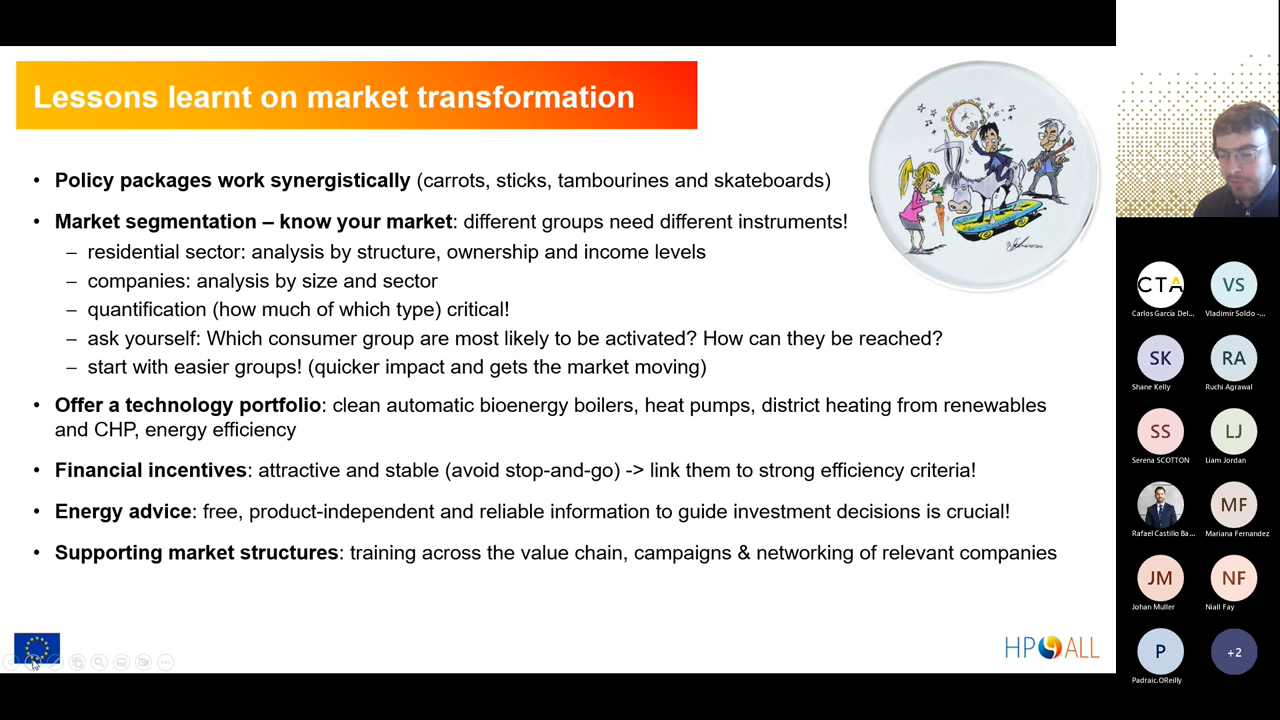 Lessons learnt on market transformation
• Policy packages work synergistically (carrots, sticks, tambourines and skateboards)
• Market segmentation – know your market: different groups need different instruments!
– residential sector: analysis by structure, ownership and income levels
– companies: analysis by size and sector
– quantification (how much of which type) critical!
– ask yourself: Which consumer group are most likely to be activated? How can they be reached?
– start with easier groups! (quicker impact and gets the market moving)
• Offer a technology portfolio: clean automatic bioenergy boilers, heat pumps, district heating from renewables
and CHP, energy efficiency
• Financial incentives: attractive and stable (avoid stop-and-go) -> link them to strong efficiency criteria!
• Energy advice: free, product-independent and reliable information to guide investment decisions is crucial!
• Supporting market structures: training across the value chain, campaigns & networking of relevant companies
HP ALL
CTA
VS
Carlos García Del...
Vladimir Soldo -...
SK
RA
Shane Kelly
Ruchi Agrawal
SS
LJ
Serena SCOTTON
Liam Jordan
MF
Rafael Castillo Ba...
Mariana Fernandez
JM
NF
Johan Muller
Niall Fay
P
+2
Padraic.OReilly